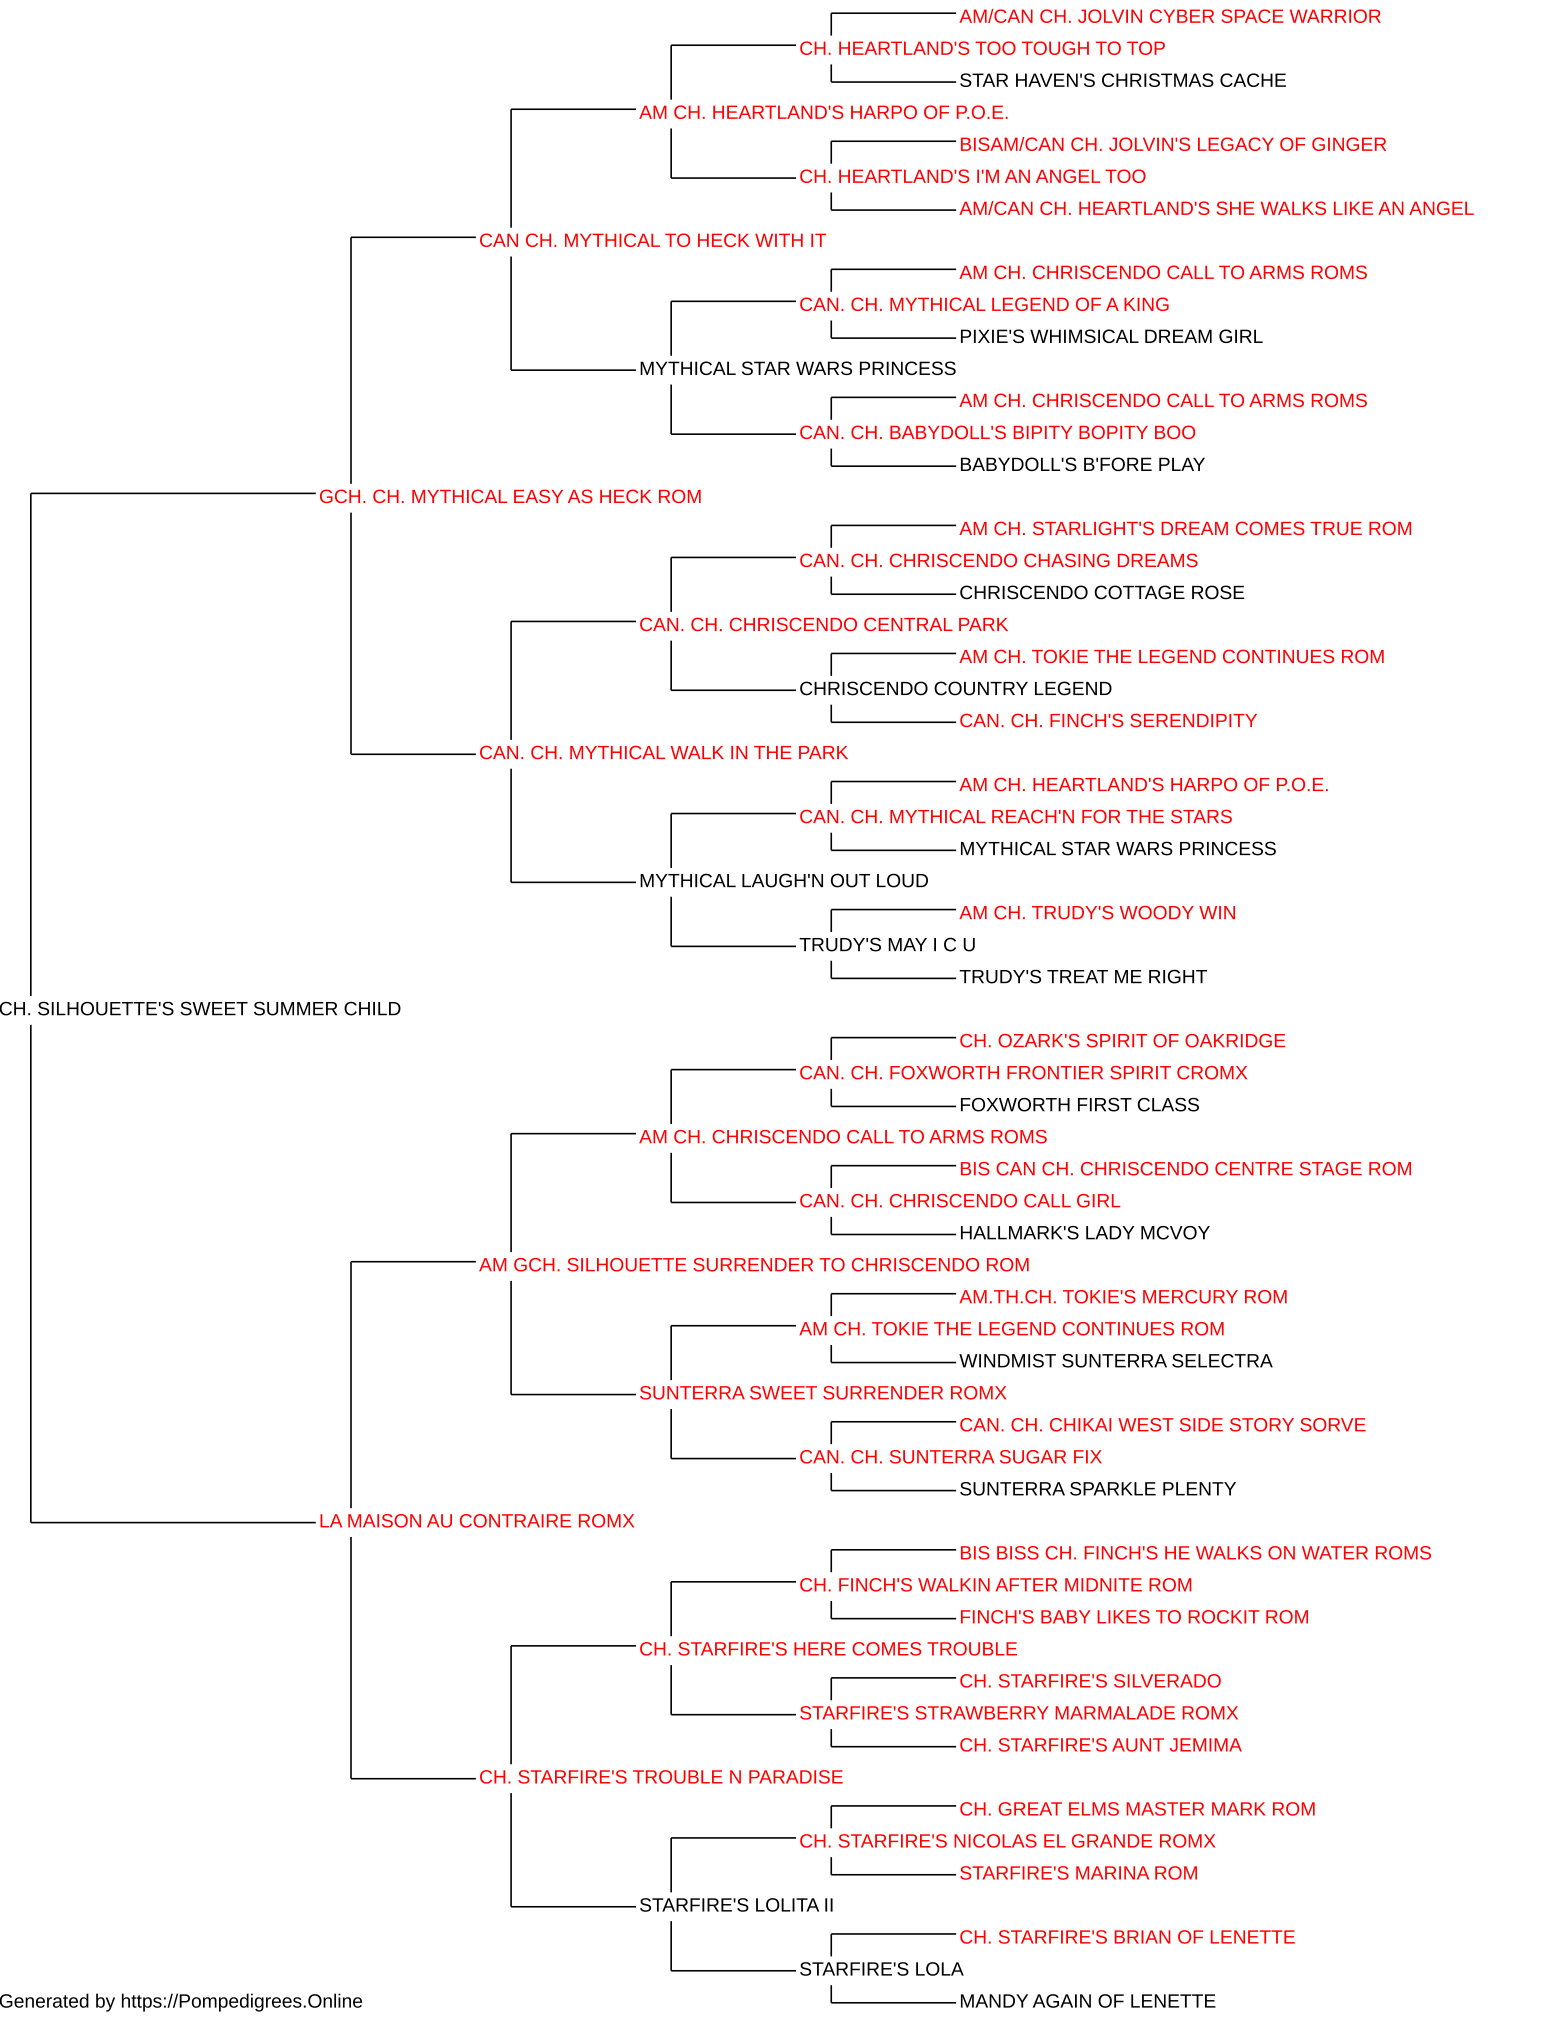 AM/CAN CH. JOLVIN CYBER SPACE WARRIOR
CH. HEARTLAND'S TOO TOUGH TO TOP
STAR HAVEN'S CHRISTMAS CACHE
AM CH. HEARTLAND'S HARPO OF P.O.E.
BISAM/CAN CH. JOLVIN'S LEGACY OF GINGER
CH. HEARTLAND'S I'M AN ANGEL TOO
AM/CAN CH. HEARTLAND'S SHE WALKS LIKE AN ANGEL
CAN CH. MYTHICAL TO HECK WITH IT
AM CH. CHRISCENDO CALL TO ARMS ROMS
CAN. CH. MYTHICAL LEGEND OF A KING
PIXIE'S WHIMSICAL DREAM GIRL
MYTHICAL STAR WARS PRINCESS
AM CH. CHRISCENDO CALL TO ARMS ROMS
CAN. CH. BABYDOLL'S BIPITY BOPITY BOO
BABYDOLL'S B'FORE PLAY
GCH. CH. MYTHICAL EASY AS HECK ROM
AM CH. STARLIGHT'S DREAM COMES TRUE ROM
CAN. CH. CHRISCENDO CHASING DREAMS
CHRISCENDO COTTAGE ROSE
CAN. CH. CHRISCENDO CENTRAL PARK
AM CH. TOKIE THE LEGEND CONTINUES ROM
CHRISCENDO COUNTRY LEGEND
CAN. CH. FINCH'S SERENDIPITY
CAN. CH. MYTHICAL WALK IN THE PARK
AM CH. HEARTLAND'S HARPO OF P.O.E.
CAN. CH. MYTHICAL REACH'N FOR THE STARS
MYTHICAL STAR WARS PRINCESS
MYTHICAL LAUGH'N OUT LOUD
AM CH. TRUDY'S WOODY WIN
TRUDY'S MAY I C U
TRUDY'S TREAT ME RIGHT
CH. SILHOUETTE'S SWEET SUMMER CHILD
CH. OZARK'S SPIRIT OF OAKRIDGE
CAN. CH. FOXWORTH FRONTIER SPIRIT CROMX
FOXWORTH FIRST CLASS
AM CH. CHRISCENDO CALL TO ARMS ROMS
BIS CAN CH. CHRISCENDO CENTRE STAGE ROM
CAN. CH. CHRISCENDO CALL GIRL
HALLMARK'S LADY MCVOY
AM GCH. SILHOUETTE SURRENDER TO CHRISCENDO ROM
AM.TH.CH. TOKIE'S MERCURY ROM
AM CH. TOKIE THE LEGEND CONTINUES ROM
WINDMIST SUNTERRA SELECTRA
SUNTERRA SWEET SURRENDER ROMX
CAN. CH. CHIKAI WEST SIDE STORY SORVE
CAN. CH. SUNTERRA SUGAR FIX
SUNTERRA SPARKLE PLENTY
LA MAISON AU CONTRAIRE ROMX
BIS BISS CH. FINCH'S HE WALKS ON WATER ROMS
CH. FINCH'S WALKIN AFTER MIDNITE ROM
FINCH'S BABY LIKES TO ROCKIT ROM
CH. STARFIRE'S HERE COMES TROUBLE
CH. STARFIRE'S SILVERADO
STARFIRE'S STRAWBERRY MARMALADE ROMX
CH. STARFIRE'S AUNT JEMIMA
CH. STARFIRE'S TROUBLE N PARADISE
CH. GREAT ELMS MASTER MARK ROM
CH. STARFIRE'S NICOLAS EL GRANDE ROMX
STARFIRE'S MARINA ROM
STARFIRE'S LOLITA II
CH. STARFIRE'S BRIAN OF LENETTE
STARFIRE'S LOLA
MANDY AGAIN OF LENETTE
Generated by https://Pompedigrees.Online